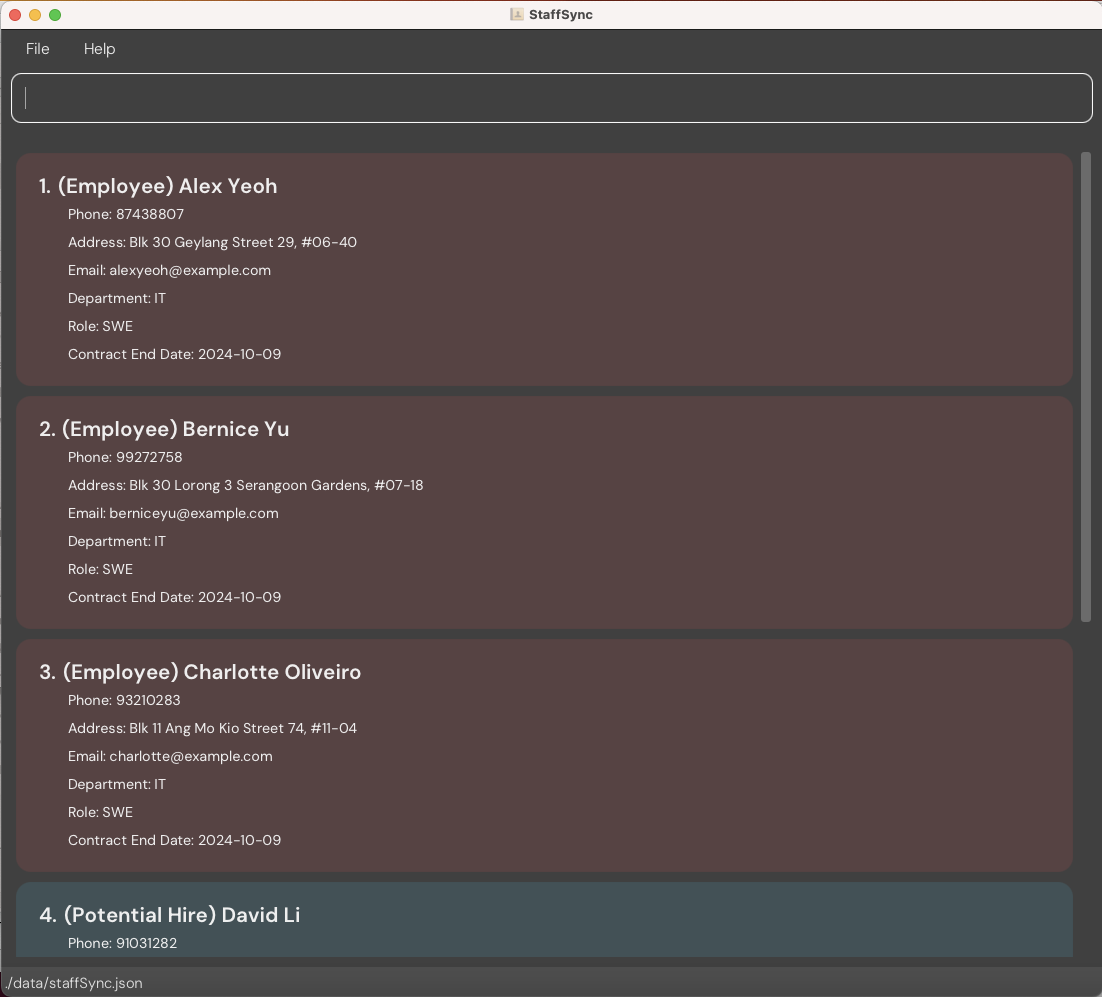 StaffSync
File Help
1. (Employee) Alex Yeoh
Phone: 87438807
Address: Blk 30 Geylang Street 29, #06-40
Email: alexyeoh@example.com
Department: IT
Role: SWE
Contract End Date: 2024-10-09
2. (Employee) Bernice Yu
Phone: 99272758
Address: Blk 30 Lorong 3 Serangoon Gardens, #07-18
Email: berniceyu@example.com
Department: IT
Role: SWE
Contract End Date: 2024-10-09
3. (Employee) Charlotte Oliveiro
Phone: 93210283
Address: Blk 11 Ang Mo Kio Street 74, #11-04
Email: charlotte@example.com
Department: IT
Role: SWE
Contract End Date: 2024-10-09
4. (Potential Hire) David Li
Phone: 91031282
./data/staffSync.json